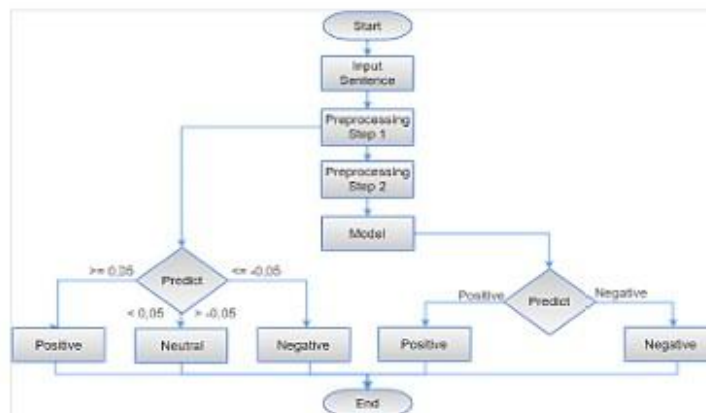 Start
Input
Sentence
Preprocessing
Step 1
Preprocessing
Step 2
Model
>= 0,05
Predict
<= -0,05
< 0,05
> -0,05
Positive
Predict
Negative
Positive
Neutral
Negative
Positive
Negative
End